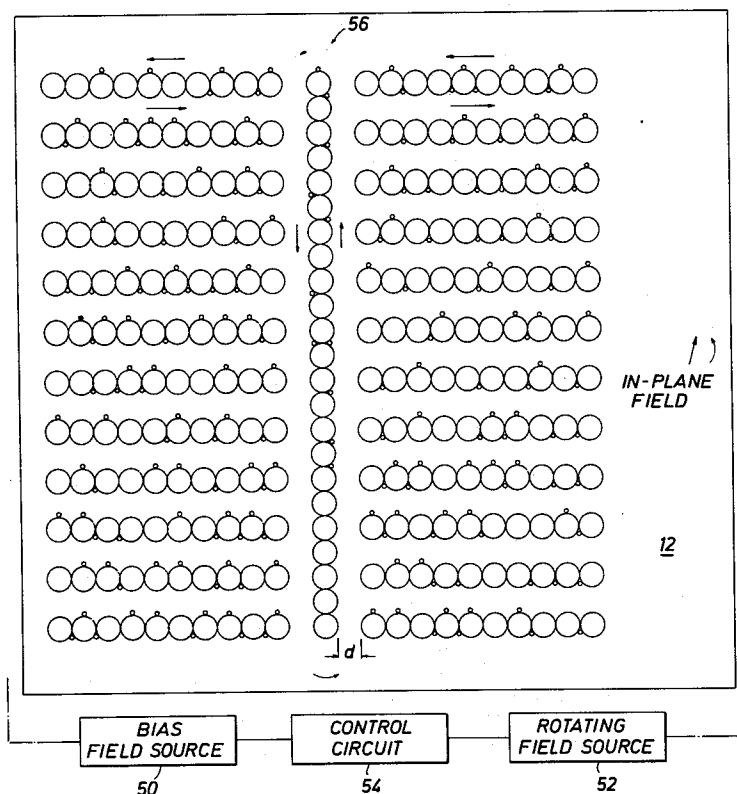 56
IN-PLANE
FIELD
12
d
BIAS
FIELD SOURCE
CONTROL
CIRCUIT
ROTATING
FIELD SOURCE
50
54
52